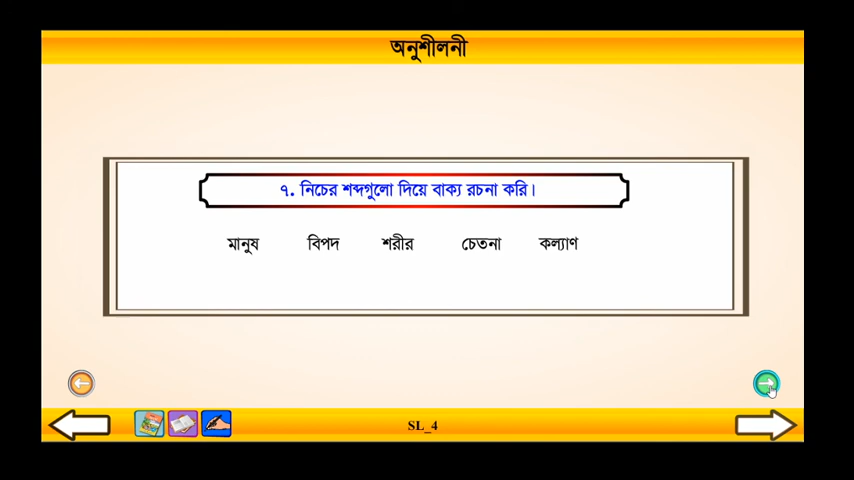 অনুশীলনী
৭. নিচের শব্দগুলো দিয়ে বাক্য রচনা করি।
মানুষ বিপদ শরীর চেতনা কল্যাণ
SL_4